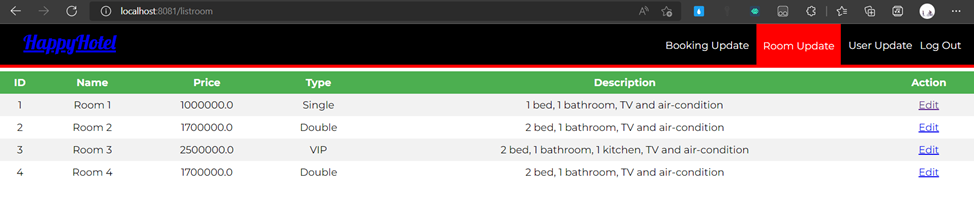 localhost:8081/listroom
HappyHotel
Booking Update Room Update User Update Log Out
ID Name Price Type Description Action
1 Room 1 1000000.0 Single 1 bed, 1 bathroom, TV and air-condition Edit
2 Room 2 1700000.0 Double 2 bed, 1 bathroom, TV and air-condition Edit
3 Room 3 2500000.0 VIP 2 bed, 1 bathroom, 1 kitchen, TV and air-condition Edit
4 Room 4 1700000.0 Double 2 bed, 1 bathroom, TV and air-condition Edit